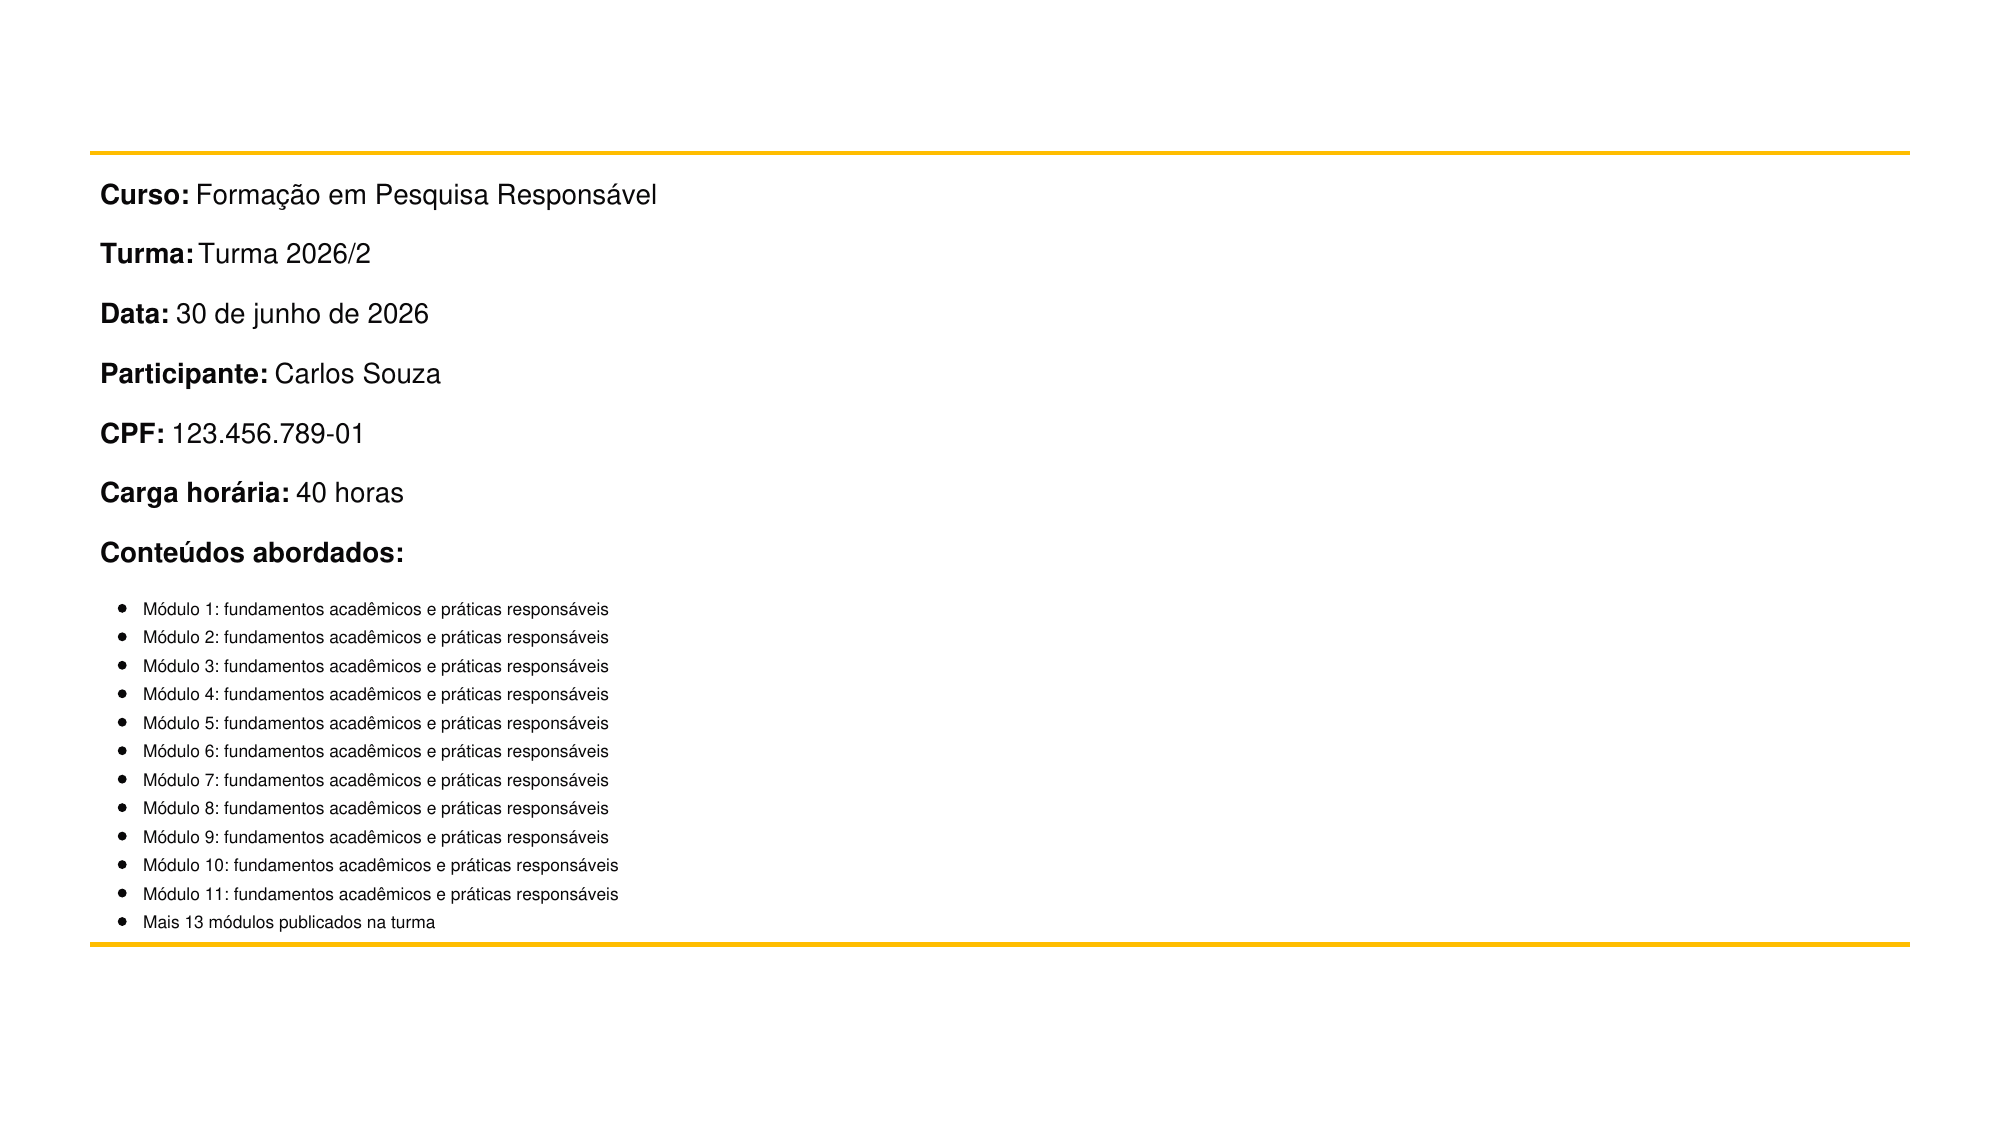 Curso: Formação em Pesquisa Responsável
Turma: Turma 2026/2
Data: 30 de junho de 2026
Participante: Carlos Souza
CPF: 123.456.789-01
Carga horária: 40 horas
Conteúdos abordados:
● Módulo 1: fundamentos acadêmicos e práticas responsáveis
● Módulo 2: fundamentos acadêmicos e práticas responsáveis
● Módulo 3: fundamentos acadêmicos e práticas responsáveis
● Módulo 4: fundamentos acadêmicos e práticas responsáveis
● Módulo 5: fundamentos acadêmicos e práticas responsáveis
● Módulo 6: fundamentos acadêmicos e práticas responsáveis
● Módulo 7: fundamentos acadêmicos e práticas responsáveis
● Módulo 8: fundamentos acadêmicos e práticas responsáveis
● Módulo 9: fundamentos acadêmicos e práticas responsáveis
● Módulo 10: fundamentos acadêmicos e práticas responsáveis
● Módulo 11: fundamentos acadêmicos e práticas responsáveis
● Mais 13 módulos publicados na turma